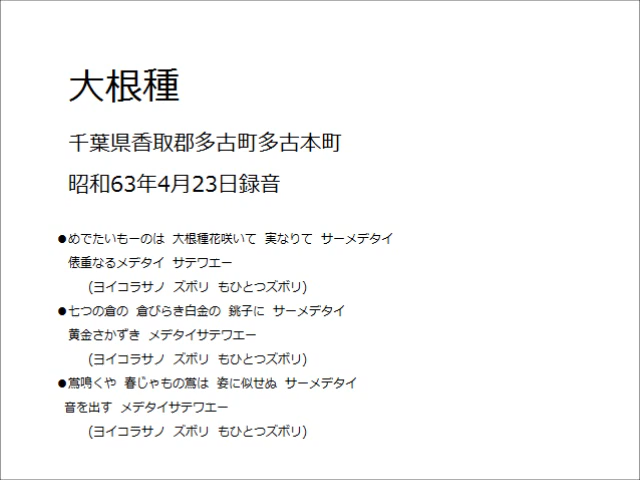 大根種
千葉県香取郡多古町多古本町
昭和63年4月23日録音
●めでたいもーのは 大根種花咲いて 実なりて サーメデタイ
俵重なるメデタイ サテワエー
(ヨイコラサノ ズボリ もひとつズボリ)
●七つの倉の 倉びらき白金の 銚子に サーメデタイ
黄金さかずき メデタイサテワエー
(ヨイコラサノ ズボリ もひとつズボリ)
●鴬鳴くや 春じゃもの鴬は 姿に似せぬ サーメデタイ
音を出す メデタイサテワエー
(ヨイコラサノ ズボリ もひとつズボリ)